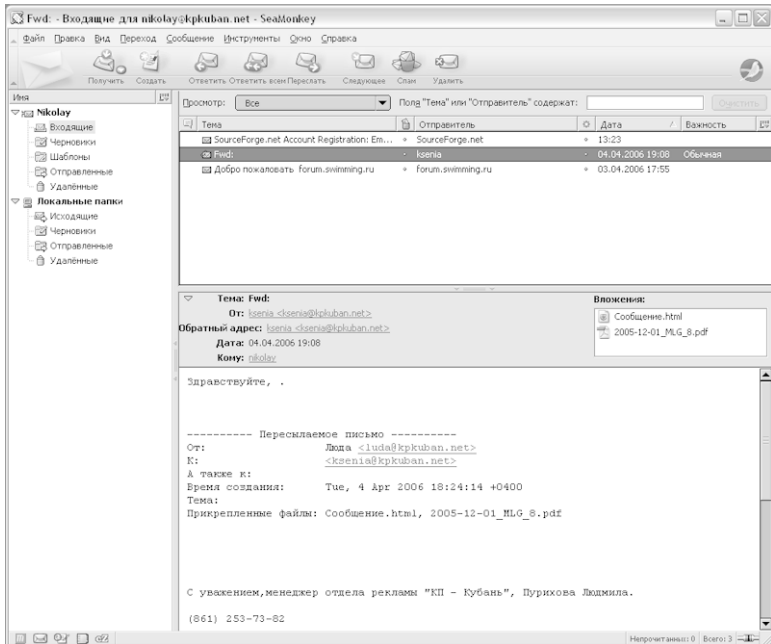 Fwd: - Входящие для nikolay@kpkuban.net - SeaMonkey
Файл Правка Вид Переход Сообщение Инструменты Окно Справка
Получить Создать Ответить Ответить всем Переслать Следующее Спам Удалить
Имя
Nikolay
Входящие
Черновики
Шаблоны
Отправленные
Удалённые
Локальные папки
Исходящие
Черновики
Отправленные
Удалённые
Просмотр: Все Поля "Тема" или "Отправитель" содержат: Очистить
Тема Отправитель Дата Важность
SourceForge.net Account Registration: Em... SourceForge.net 13:23
Fwd: ksenia 04.04.2006 19:08 Обычная
Добро пожаловать forum.swimming.ru forum.swimming.ru 03.04.2006 17:55
Тема: Fwd:
От: ksenia <ksenia@kpkuban.net>
Обратный адрес: ksenia <ksenia@kpkuban.net>
Дата: 04.04.2006 19:08
Кому: nikolay
Вложения:
Сообщение.html
2005-12-01_MLG_8.pdf
Здравствуйте, .
---------- Пересылаемое письмо ----------
От: Люда <luda@kpkuban.net>
К: <ksenia@kpkuban.net>
А также к:
Время создания: Tue, 4 Apr 2006 18:24:14 +0400
Тема:
Прикрепленные файлы: Сообщение.html, 2005-12-01_MLG_8.pdf
С уважением,менеджер отдела рекламы "КП - Кубань", Пурихова Людмила.
(861) 253-73-82
Непрочитанных: 0 Всего: 3